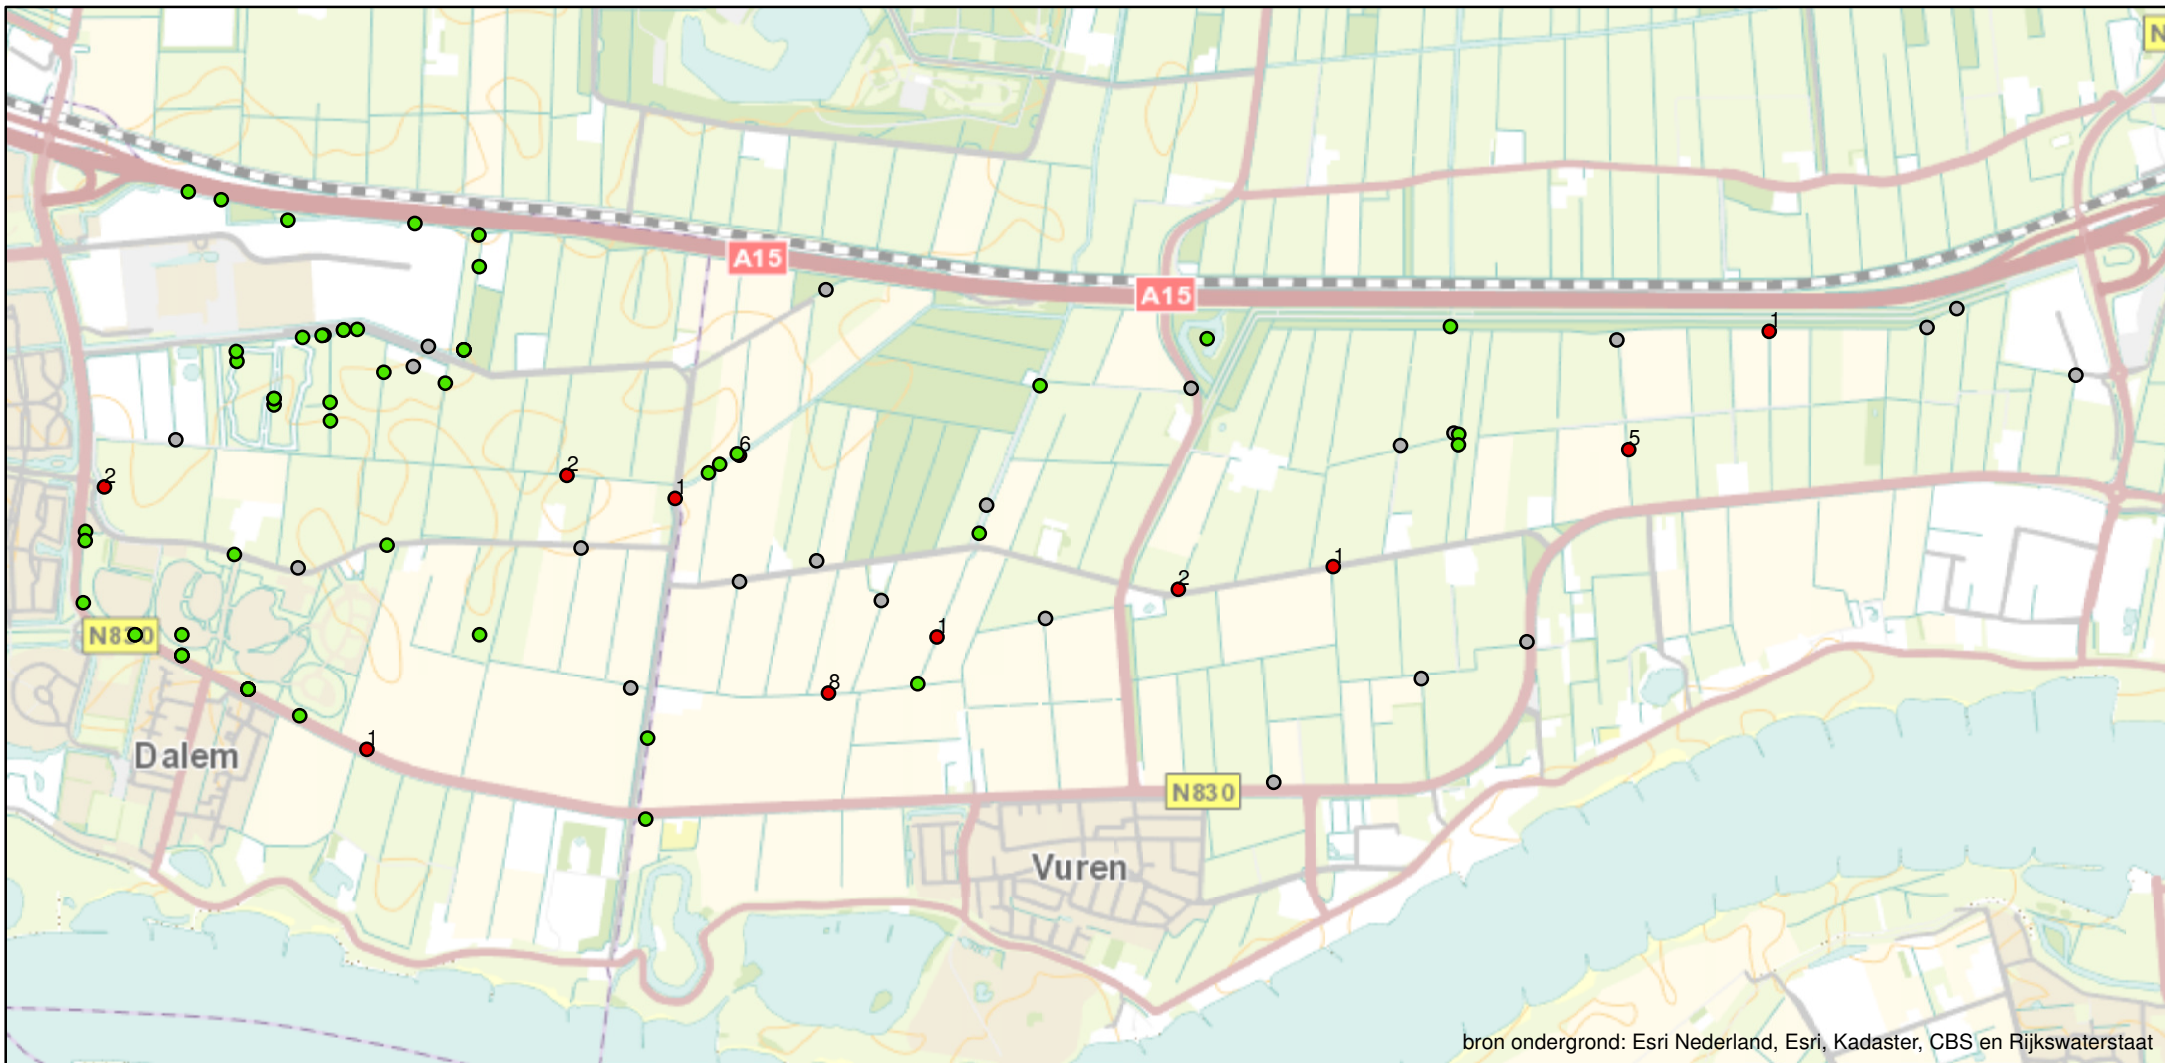 N
A15
A15
1
6
5
2
2
1
1
2
N830
1
8
1
Dalem
N830
Vuren
bron ondergrond: Esri Nederland, Esri, Kadaster, CBS en Rijkswaterstaat